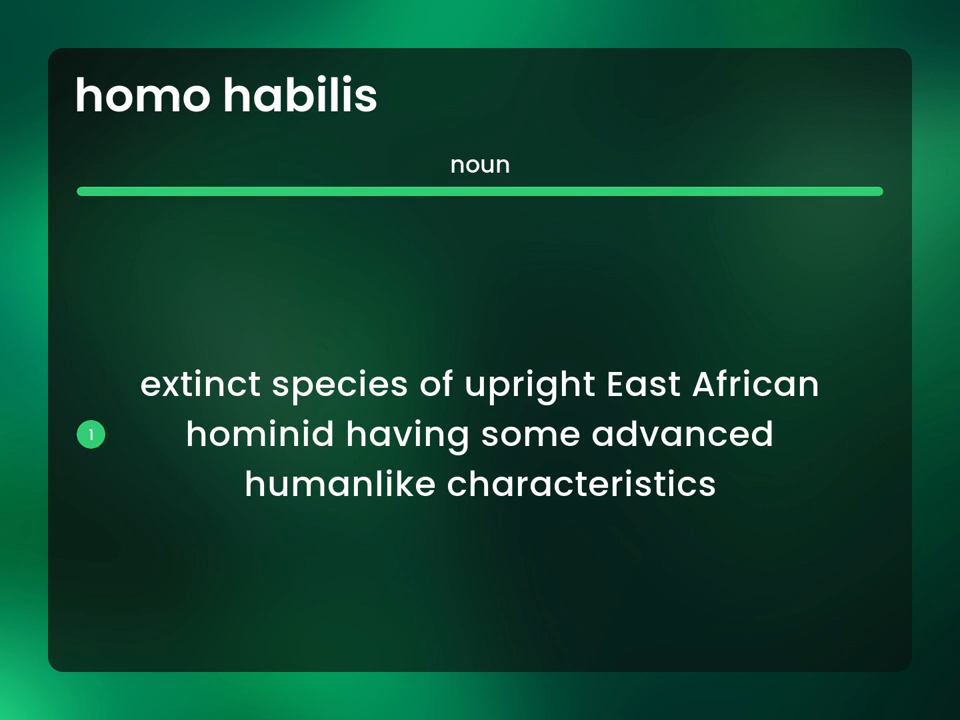 homo habilis
noun
extinct species of upright East African
1 hominid having some advanced
humanlike characteristics